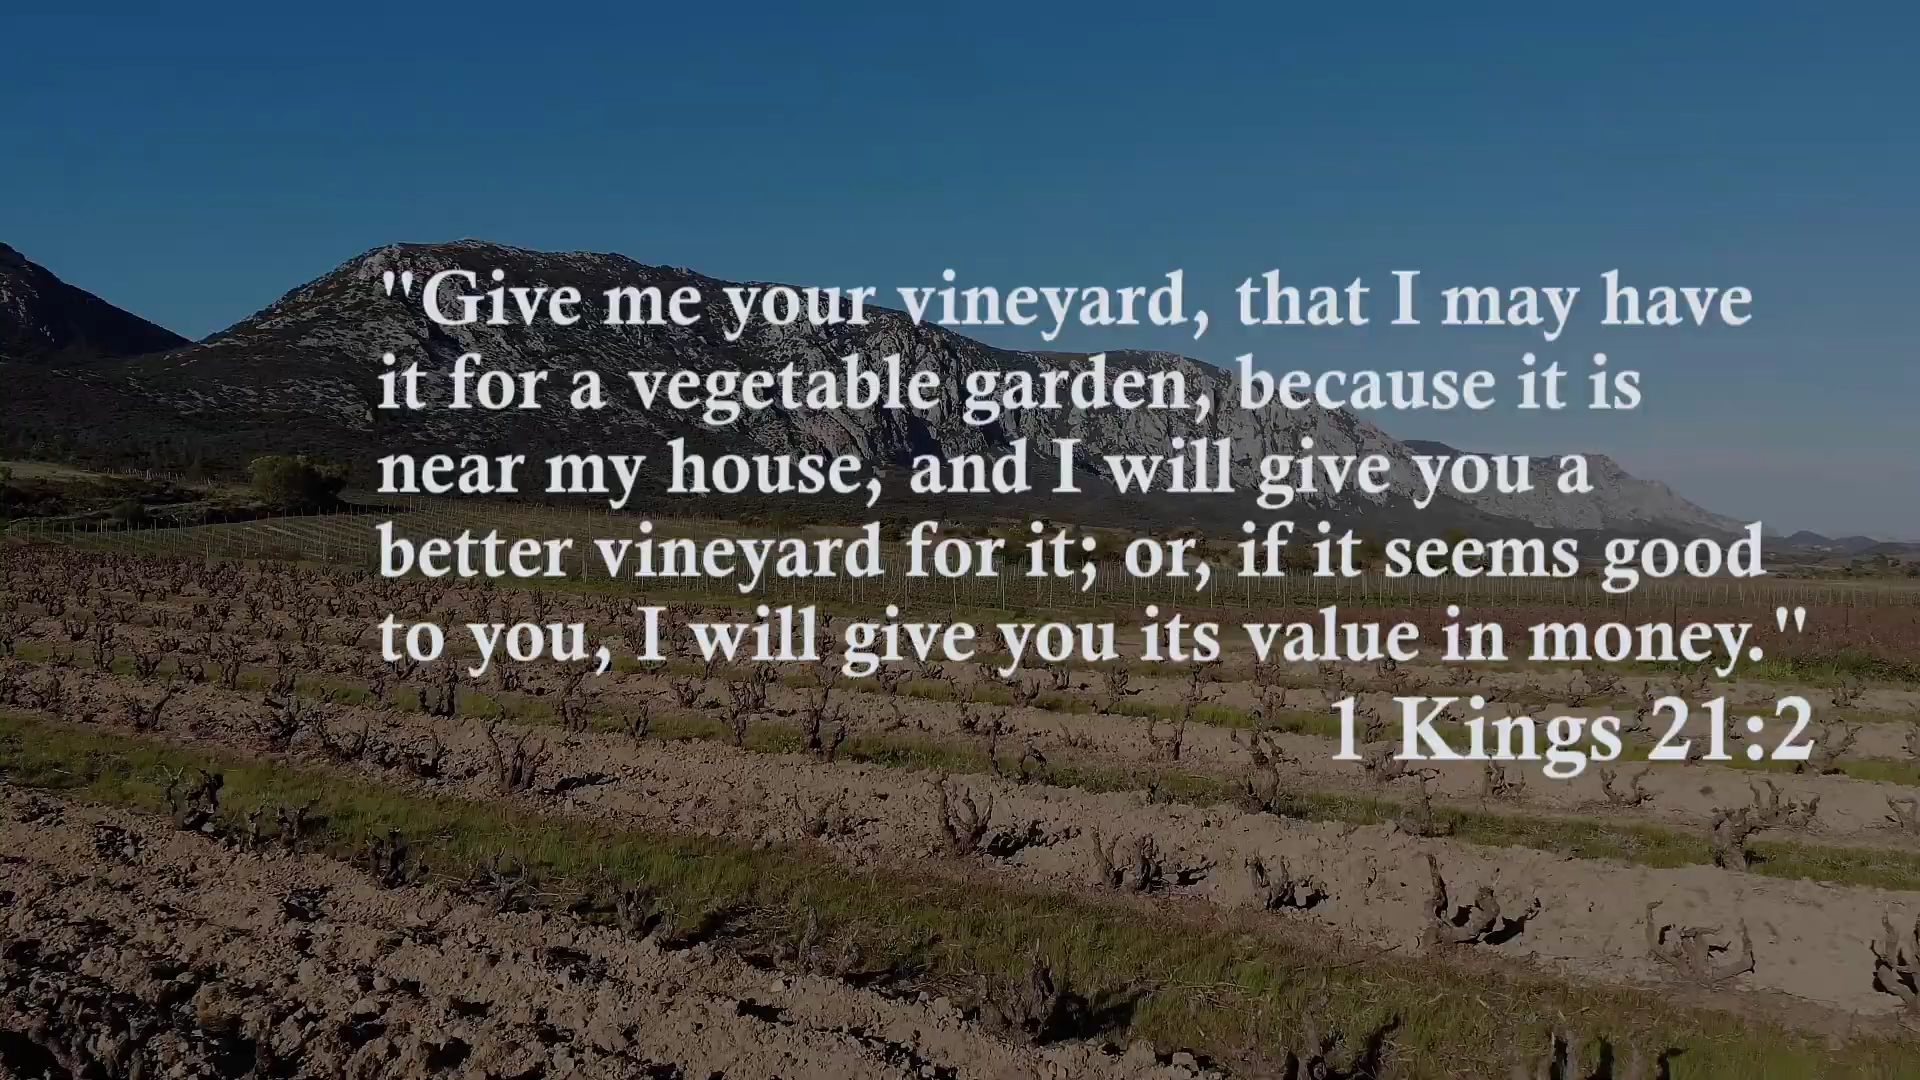 "Give me your vineyard, that I may have
it for a vegetable garden, because it is
near my house, and I will give you a
better vineyard for it; or, if it seems good
to you, I will give you its value in money."
1 Kings 21:2